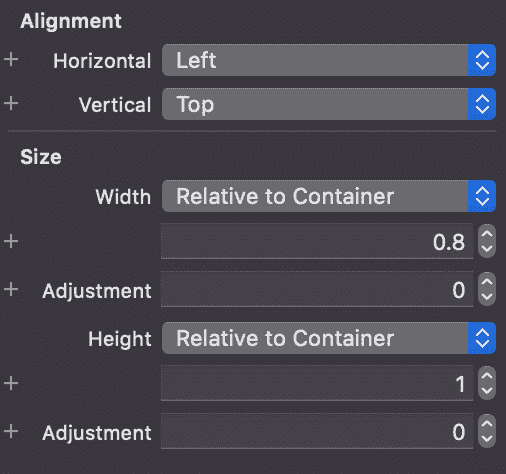 Alignment
+ Horizontal Left
+ Vertical Top
Size
Width Relative to Container
+ 0.8
+ Adjustment 0
Height Relative to Container
+ 1
+ Adjustment 0